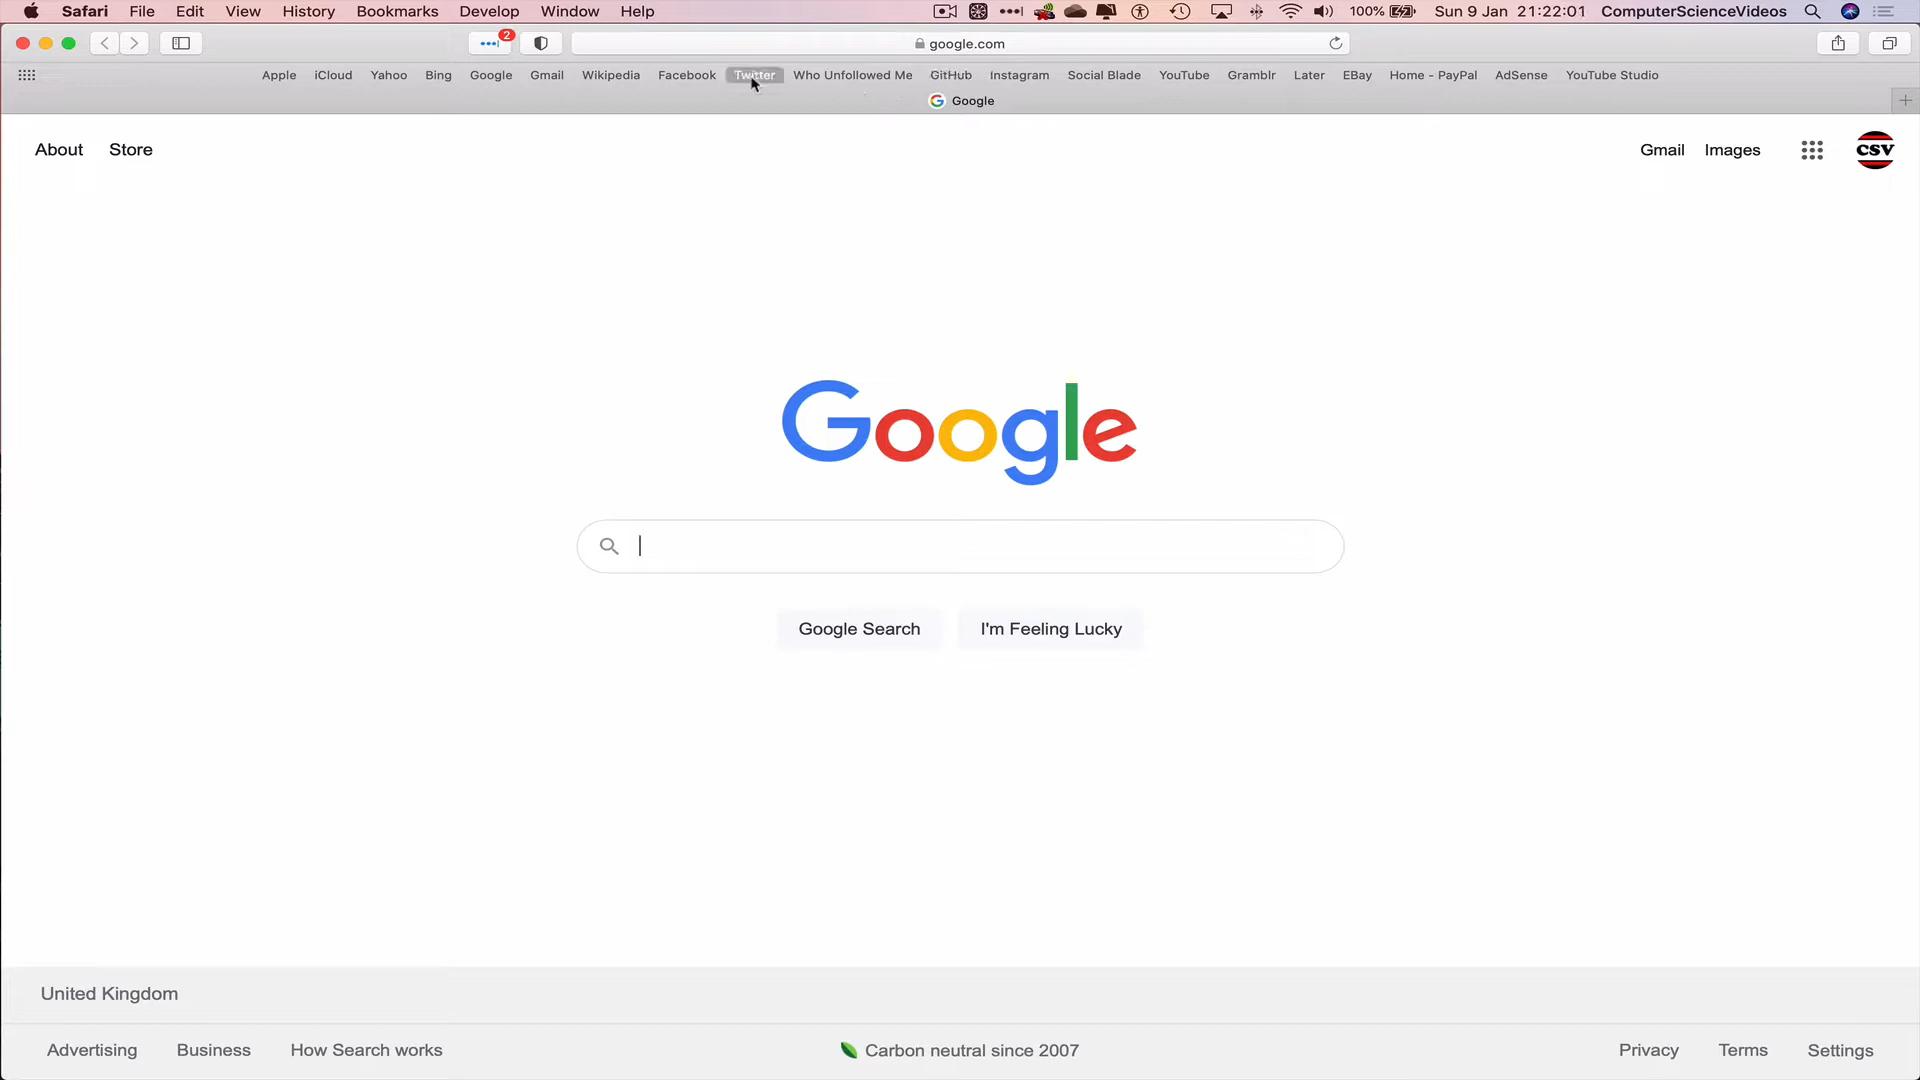 Safari File Edit View History Bookmarks Develop Window Help 100% Sun 9 Jan 21:22:01 ComputerScienceVideos
2 google.com
Apple iCloud Yahoo Bing Google Gmail Wikipedia Facebook Twitter Who Unfollowed Me GitHub Instagram Social Blade YouTube Gramblr Later EBay Home - PayPal AdSense YouTube Studio
Google
About Store Gmail Images CSV
Google
Google Search I'm Feeling Lucky
United Kingdom
Advertising Business How Search works Carbon neutral since 2007 Privacy Terms Settings